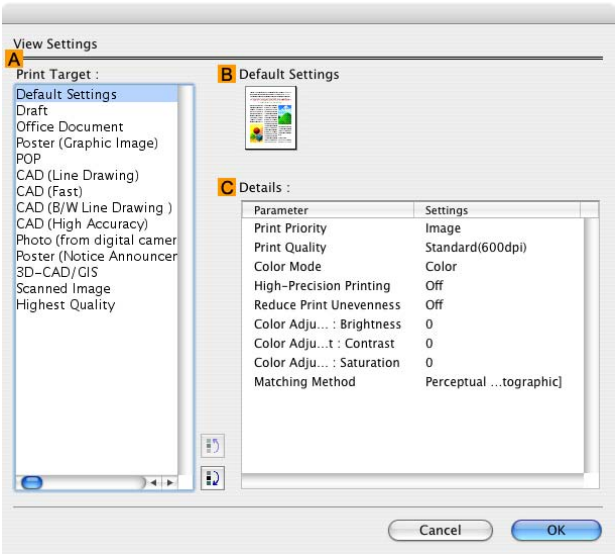 View Settings
A
Print Target :
Default Settings
Draft
Office Document
Poster (Graphic Image)
POP
CAD (Line Drawing)
CAD (Fast)
CAD (B/W Line Drawing )
CAD (High Accuracy)
Photo (from digital camer
Poster (Notice Announcer
3D-CAD/GIS
Scanned Image
Highest Quality
B Default Settings
C Details :
Parameter Settings
Print Priority Image
Print Quality Standard(600dpi)
Color Mode Color
High-Precision Printing Off
Reduce Print Unevenness Off
Color Adju... : Brightness 0
Color Adju...t : Contrast 0
Color Adju... : Saturation 0
Matching Method Perceptual ...tographic]
Cancel OK